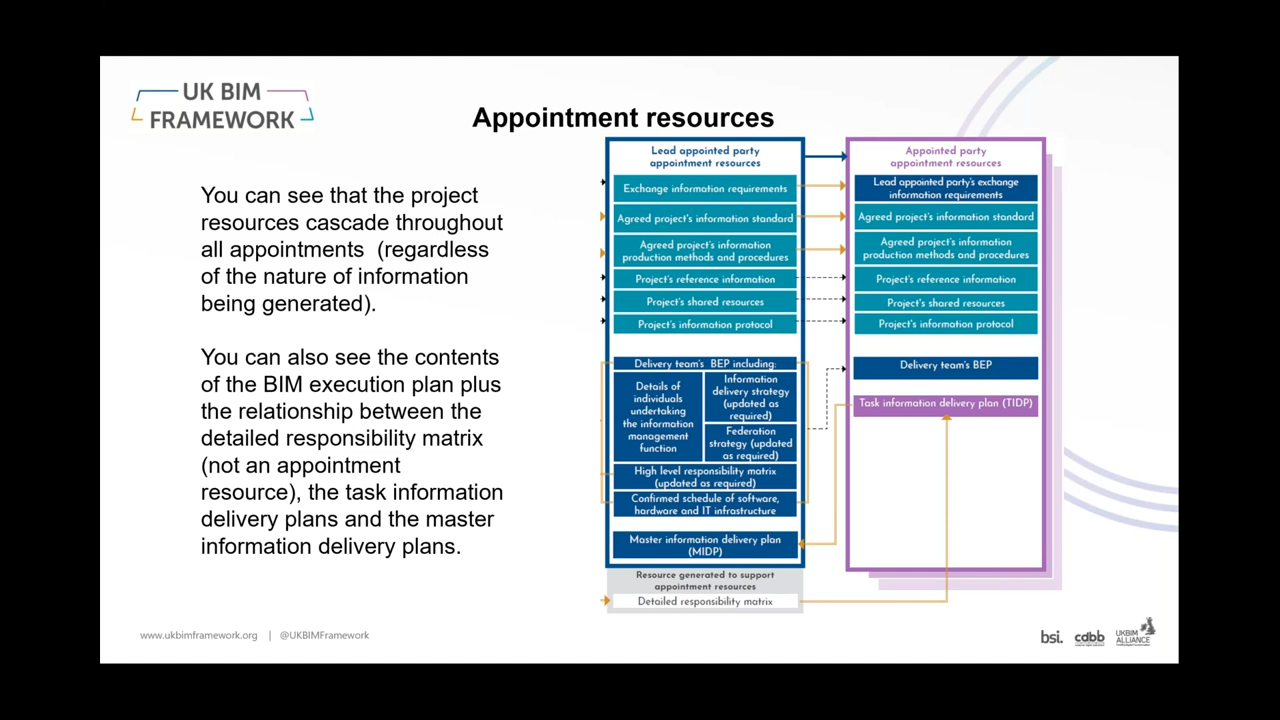 UK BIM
FRAMEWORK
Appointment resources
You can see that the project
resources cascade throughout
all appointments (regardless
of the nature of information
being generated).
You can also see the contents
of the BIM execution plan plus
the relationship between the
detailed responsibility matrix
(not an appointment
resource), the task information
delivery plans and the master
information delivery plans.
Lead appointed party
appointment resources
Exchange information requirements
Agreed project's information standard
Agreed project's information
production methods and procedures
Project's reference information
Project's shared resources
Project's information protocol
Delivery team's BEP including:
Details of
individuals
undertaking
the information
management
function
Information
delivery strategy
(updated as
required)
Federation
strategy (updated
as required)
High level responsibility matrix
(updated as required)
Confirmed schedule of software,
hardware and IT infrastructure
Master information delivery plan
(MIDP)
Resource generated to support
appointment resources
Detailed responsibility matrix
Appointed party
appointment resources
Lead appointed party's exchange
information requirements
Agreed project's information standard
Agreed project's information
production methods and procedures
Project's reference information
Project's shared resources
Project's information protocol
Delivery team's BEP
Task information delivery plan (TIDP)
www.ukbimframework.org | @UKBIMFramework
bsi.
cdbb
UKBIM
ALLIANCE